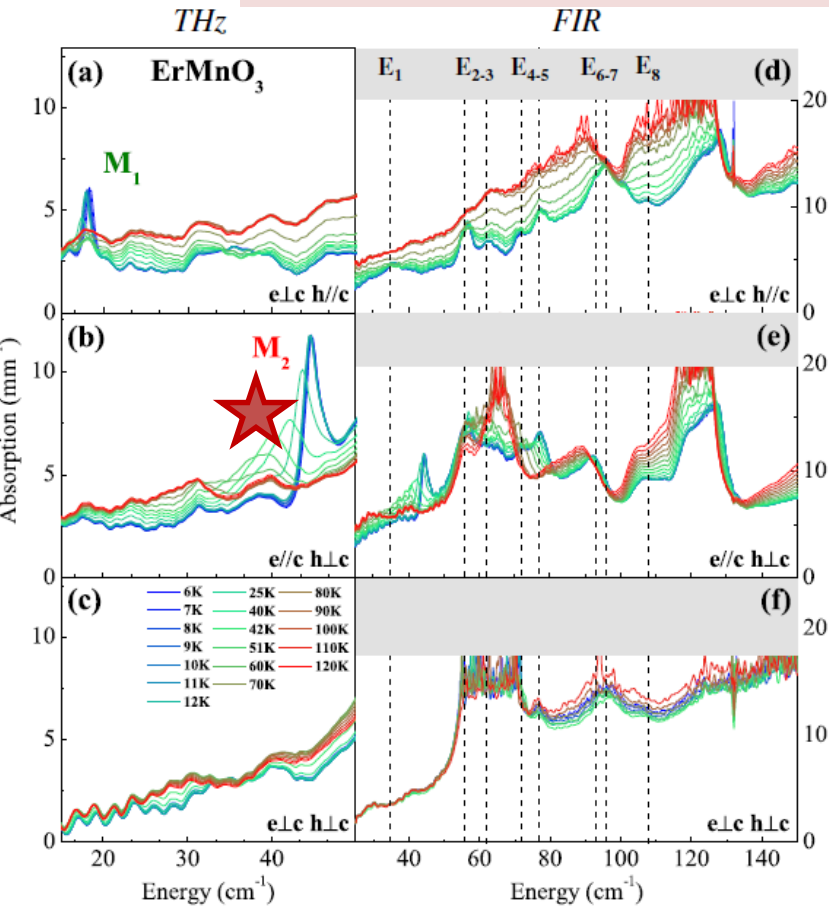 THz FIR
(a) ErMnO3 M1 e⊥c h//c
10
5
0
(d) E1 E2-3 E4-5 E6-7 E8
20
10
0
e⊥c h//c
(b) M2 e//c h⊥c
10
5
0
(e)
20
10
0
e//c h⊥c
Absorption (mm-1)
(c)
6K 25K 80K
7K 40K 90K
8K 42K 100K
9K 51K 110K
10K 60K 120K
11K 70K
12K
10
5
0
e⊥c h⊥c
(f)
20
10
0
e⊥c h⊥c
20 30 40
40 60 80 100 120 140
Energy (cm-1) Energy (cm-1)